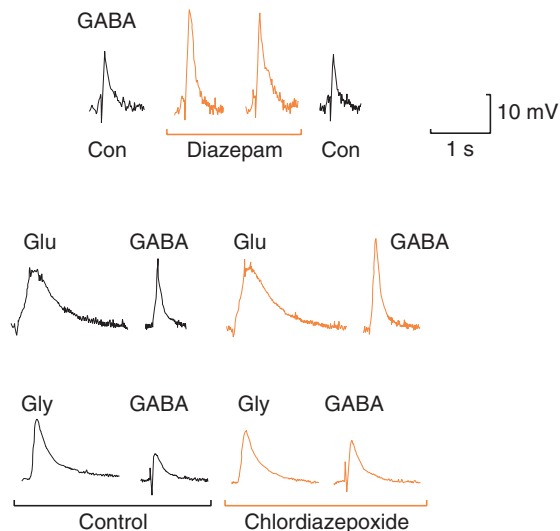 GABA
10 mV
Con
Diazepam
Con
1 s
Glu
GABA
Glu
GABA
Gly
GABA
Gly
GABA
Control
Chlordiazepoxide